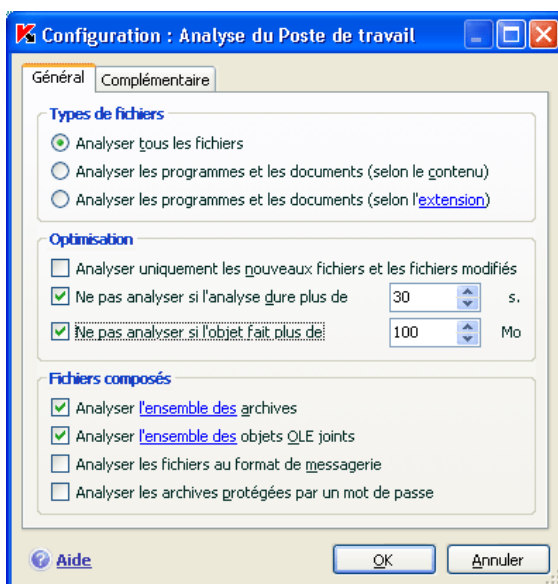 Configuration : Analyse du Poste de travail
Général
Complémentaire
Types de fichiers
Analyser tous les fichiers
Analyser les programmes et les documents (selon le contenu)
Analyser les programmes et les documents (selon l'extension)
Optimisation
Analyser uniquement les nouveaux fichiers et les fichiers modifiés
Ne pas analyser si l'analyse dure plus de 30 s.
Ne pas analyser si l'objet fait plus de 100 Mo
Fichiers composés
Analyser l'ensemble des archives
Analyser l'ensemble des objets OLE joints
Analyser les fichiers au format de messagerie
Analyser les archives protégées par un mot de passe
Aide
OK
Annuler